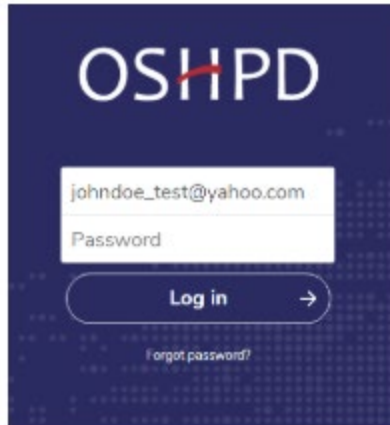 OSHPD
johndoe_test@yahoo.com
Password
Log in →
Forgot password?